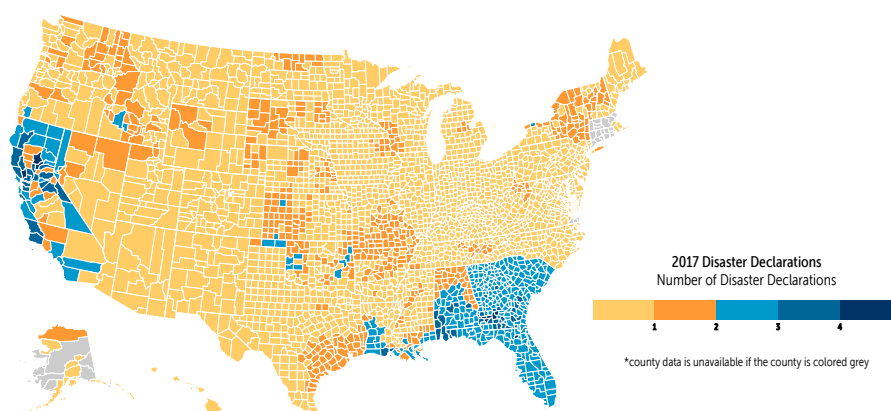 2017 Disaster Declarations
Number of Disaster Declarations
1 2 3 4
*county data is unavailable if the county is colored grey